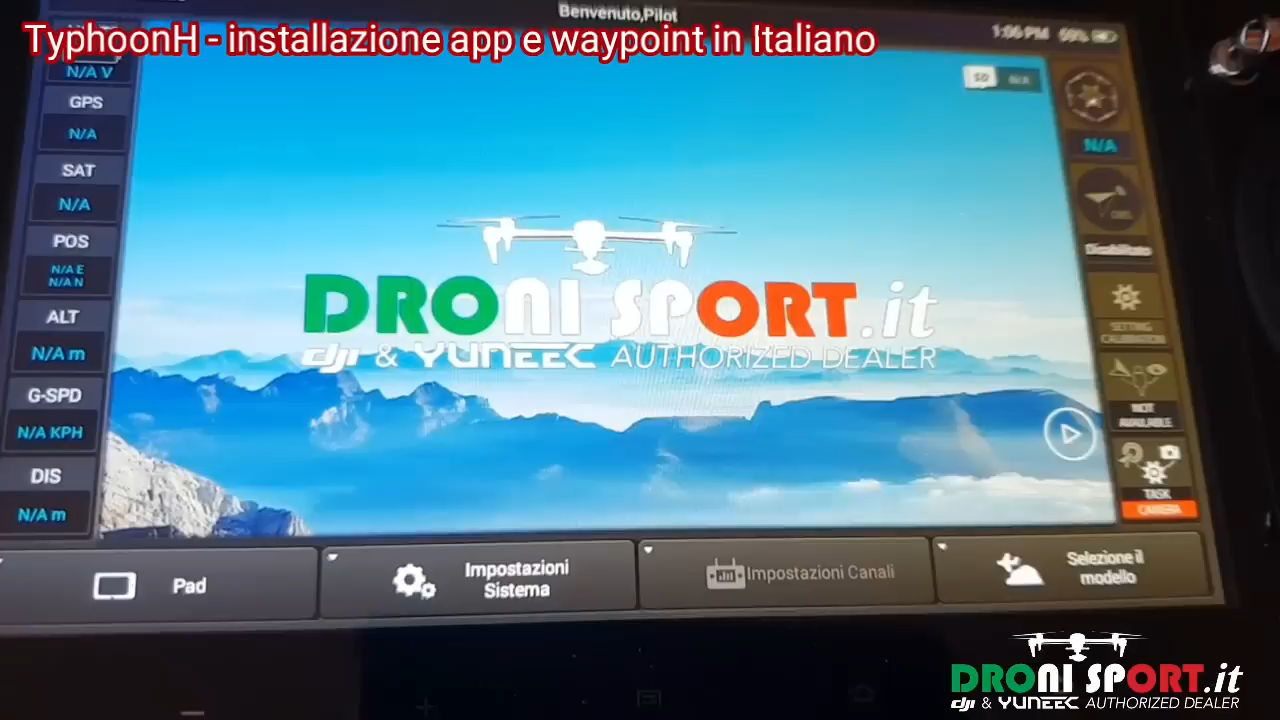 Benvenuto,Pilot
TyphoonH - installazione app e waypoint in Italiano
1:06 PM 59%
N/A V
GPS
N/A
SAT
N/A
POS
N/A E
N/A N
ALT
N/A m
G-SPD
N/A KPH
DIS
N/A m
SD N/A
DRONI SPORT.it
dji & YUNEEC AUTHORIZED DEALER
N/A
Disabilitato
SETTING
CALIBRATION
NOT
AVAILABLE
TASK
CAMERA
Pad
Impostazioni
Sistema
Impostazioni Canali
Selezione il
modello
DRONI SPORT.it
dji & YUNEEC AUTHORIZED DEALER